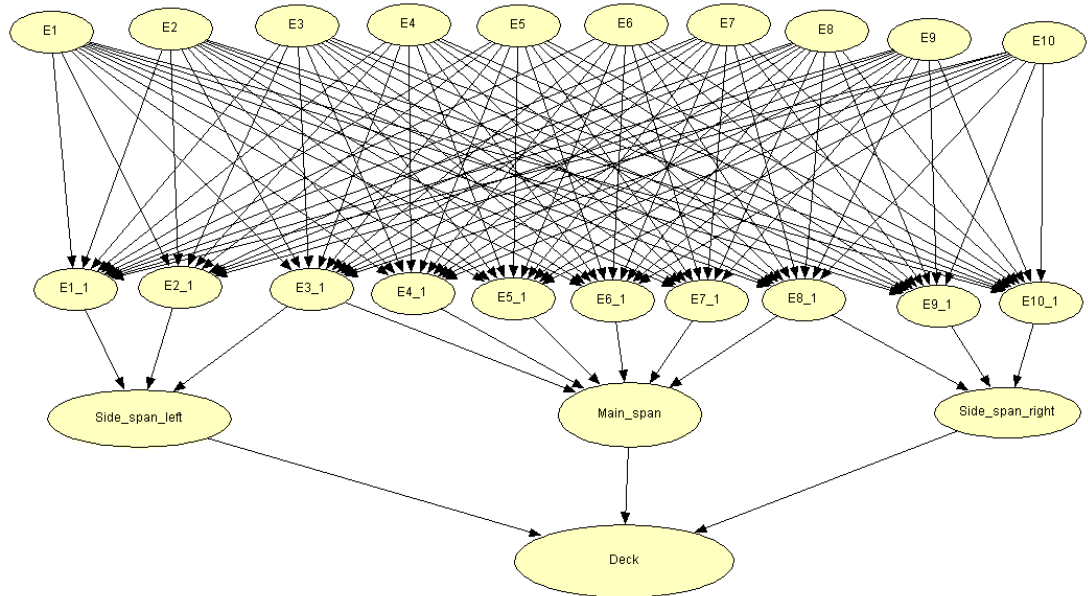 E1 E2 E3 E4 E5 E6 E7 E8 E9 E10
E1_1 E2_1 E3_1 E4_1 E5_1 E6_1 E7_1 E8_1 E9_1 E10_1
Side_span_left Main_span Side_span_right
Deck